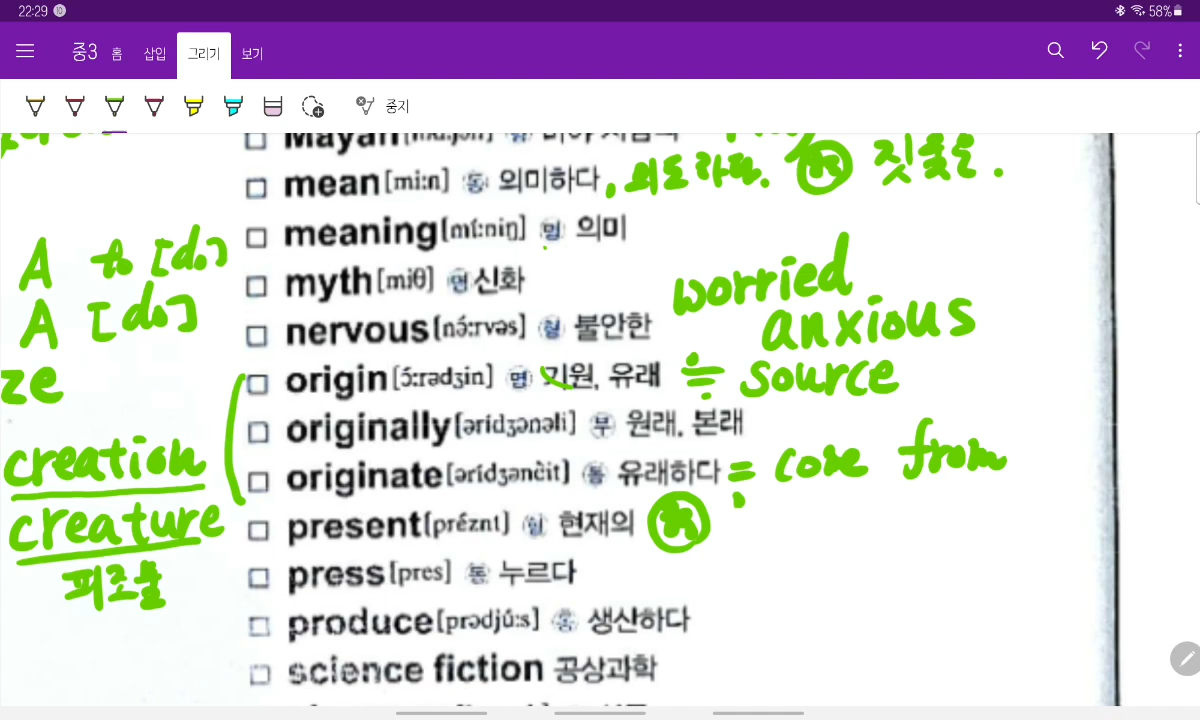 22:29 58%
중3 홈 삽입 그리기 보기
중지
Mayan
mean[mi:n] 동 의미하다, 의도하다. 형 짓궂은.
meaning[mí:niŋ] 명 의미
A to [do]
myth[miθ] 명 신화
worried
A [do]
nervous[nə́:rvəs] 형 불안한
anxious
ze
origin[ɔ́:rədʒin] 명 기원, 유래 ≒ source
originally[ərídʒənəli] 부 원래, 본래
creation
originate[ərídʒənèit] 동 유래하다 = come from
creature
present[préznt] 형 현재의
피조물
press[pres] 동 누르다
produce[prədjú:s] 동 생산하다
science fiction 공상과학